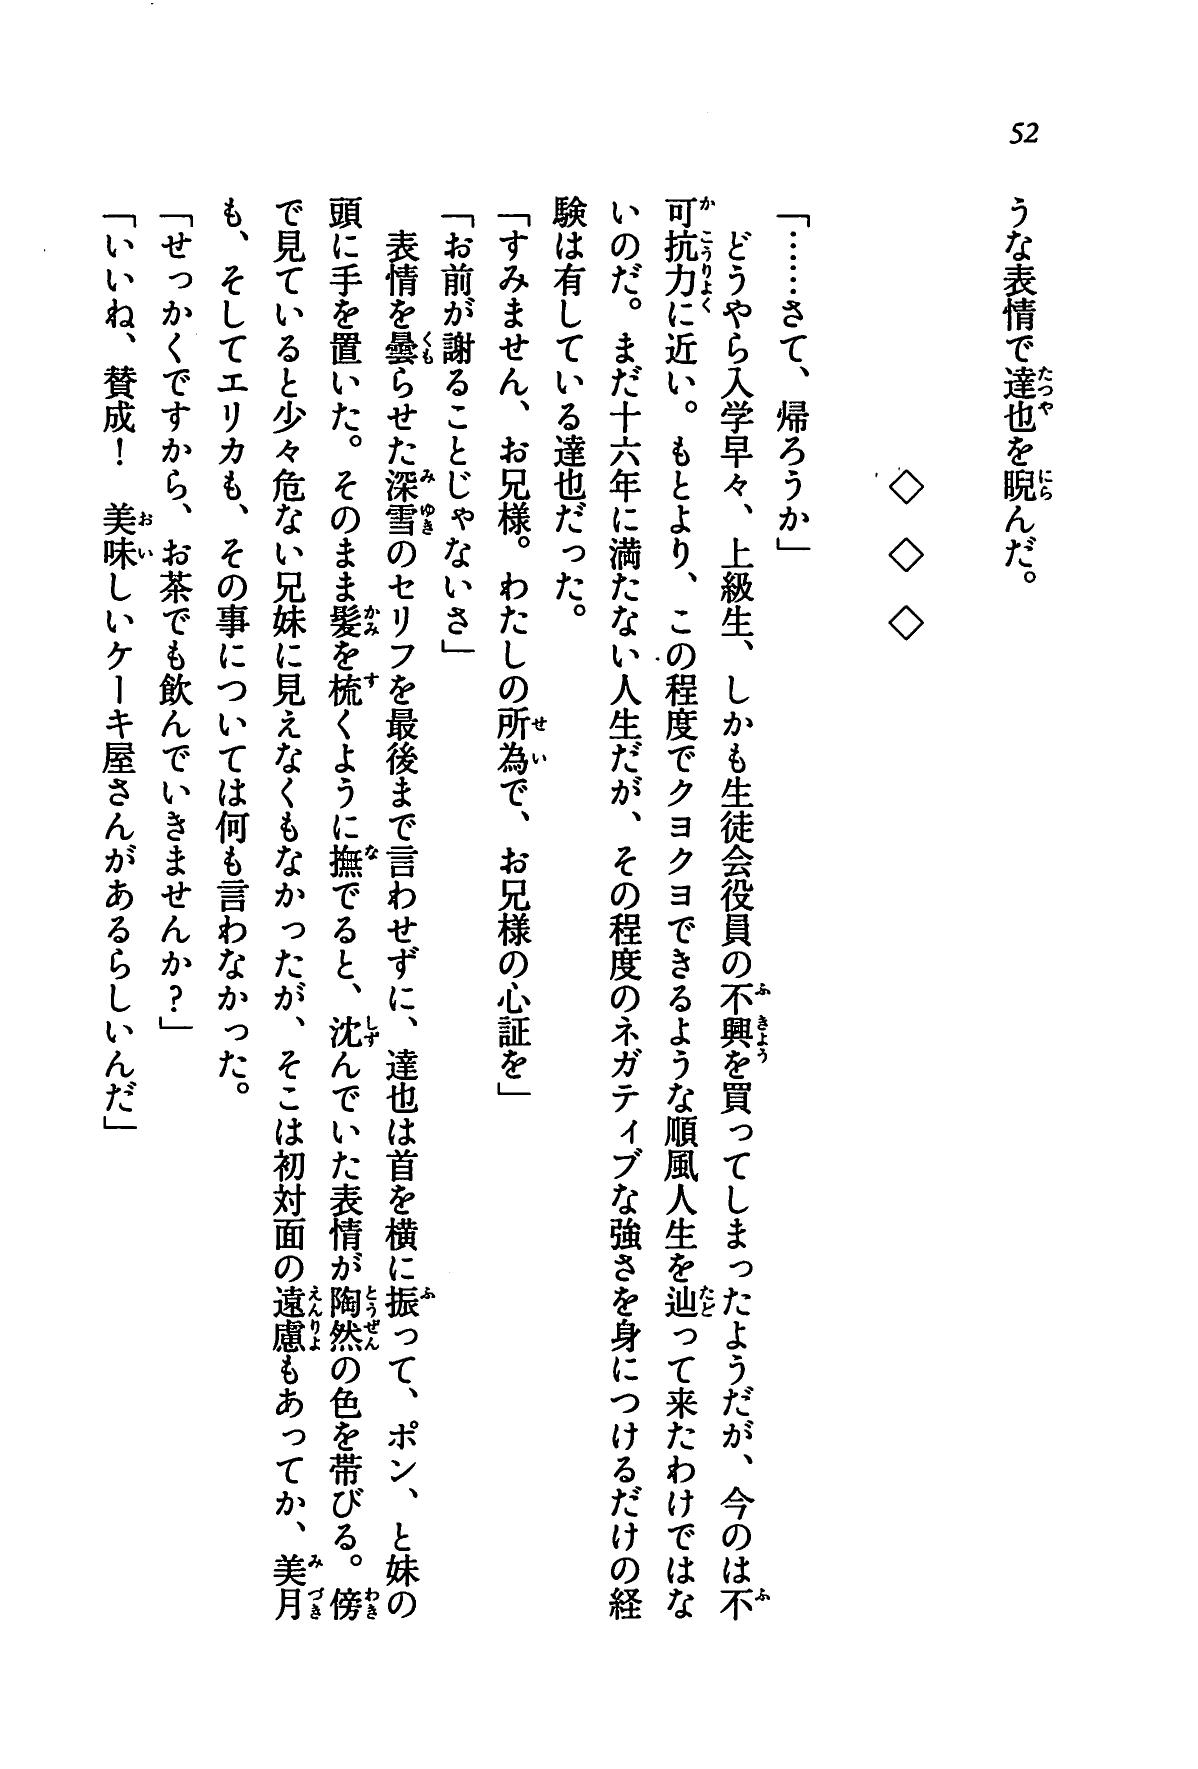 52
うな表情で達也を睨んだ。
◇ ◇ ◇
「……さて、帰ろうか」
　どうやら入学早々、上級生、しかも生徒会役員の不興を買ってしまったようだが、今のは不
可抗力に近い。もとより、この程度でクヨクヨできるような順風人生を辿って来たわけではな
いのだ。まだ十六年に満たない人生だが、その程度のネガティブな強さを身につけるだけの経
験は有している達也だった。
「すみません、お兄様。わたしの所為で、お兄様の心証を」
「お前が謝ることじゃないさ」
　表情を曇らせた深雪のセリフを最後まで言わせずに、達也は首を横に振って、ポン、と妹の
頭に手を置いた。そのまま髪を梳くように撫でると、沈んでいた表情が陶然の色を帯びる。傍
で見ていると少々危ない兄妹に見えなくもなかったが、そこは初対面の遠慮もあってか、美月
も、そしてエリカも、その事については何も言わなかった。
「せっかくですから、お茶でも飲んでいきませんか？」
「いいね、賛成！　美味しいケーキ屋さんがあるらしいんだ」